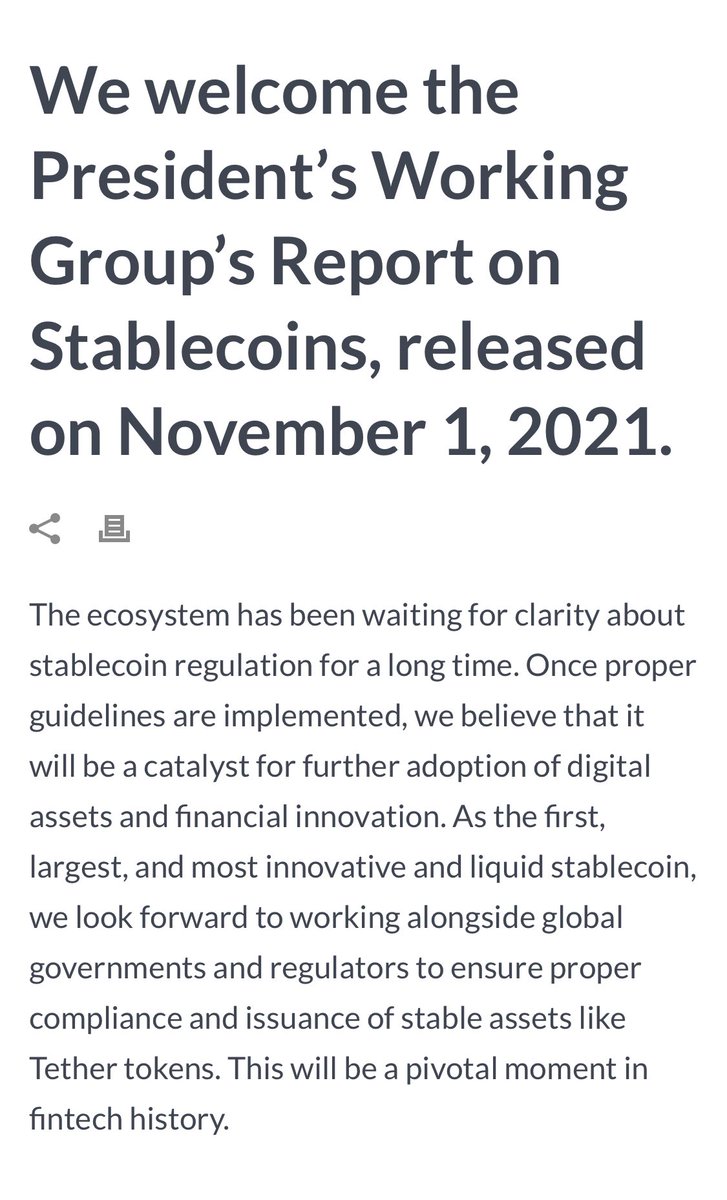 We welcome the
President’s Working
Group’s Report on
Stablecoins, released
on November 1, 2021.
The ecosystem has been waiting for clarity about
stablecoin regulation for a long time. Once proper
guidelines are implemented, we believe that it
will be a catalyst for further adoption of digital
assets and financial innovation. As the first,
largest, and most innovative and liquid stablecoin,
we look forward to working alongside global
governments and regulators to ensure proper
compliance and issuance of stable assets like
Tether tokens. This will be a pivotal moment in
fintech history.